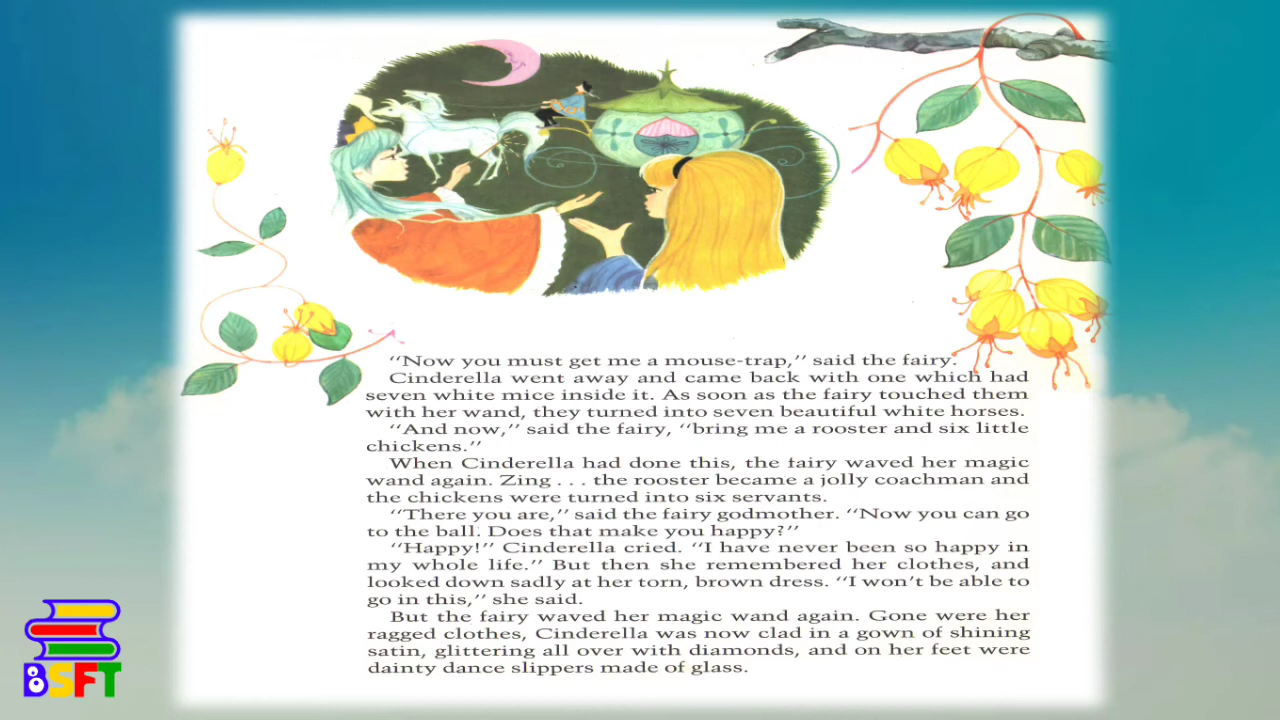 “Now you must get me a mouse-trap,” said the fairy.
Cinderella went away and came back with one which had
seven white mice inside it. As soon as the fairy touched them
with her wand, they turned into seven beautiful white horses.
“And now,” said the fairy, “bring me a rooster and six little
chickens.”
When Cinderella had done this, the fairy waved her magic
wand again. Zing . . . the rooster became a jolly coachman and
the chickens were turned into six servants.
“There you are,” said the fairy godmother. “Now you can go
to the ball. Does that make you happy?”
“Happy!” Cinderella cried. “I have never been so happy in
my whole life.” But then she remembered her clothes, and
looked down sadly at her torn, brown dress. “I won’t be able to
go in this,” she said.
But the fairy waved her magic wand again. Gone were her
ragged clothes, Cinderella was now clad in a gown of shining
satin, glittering all over with diamonds, and on her feet were
dainty dance slippers made of glass.
BSFT